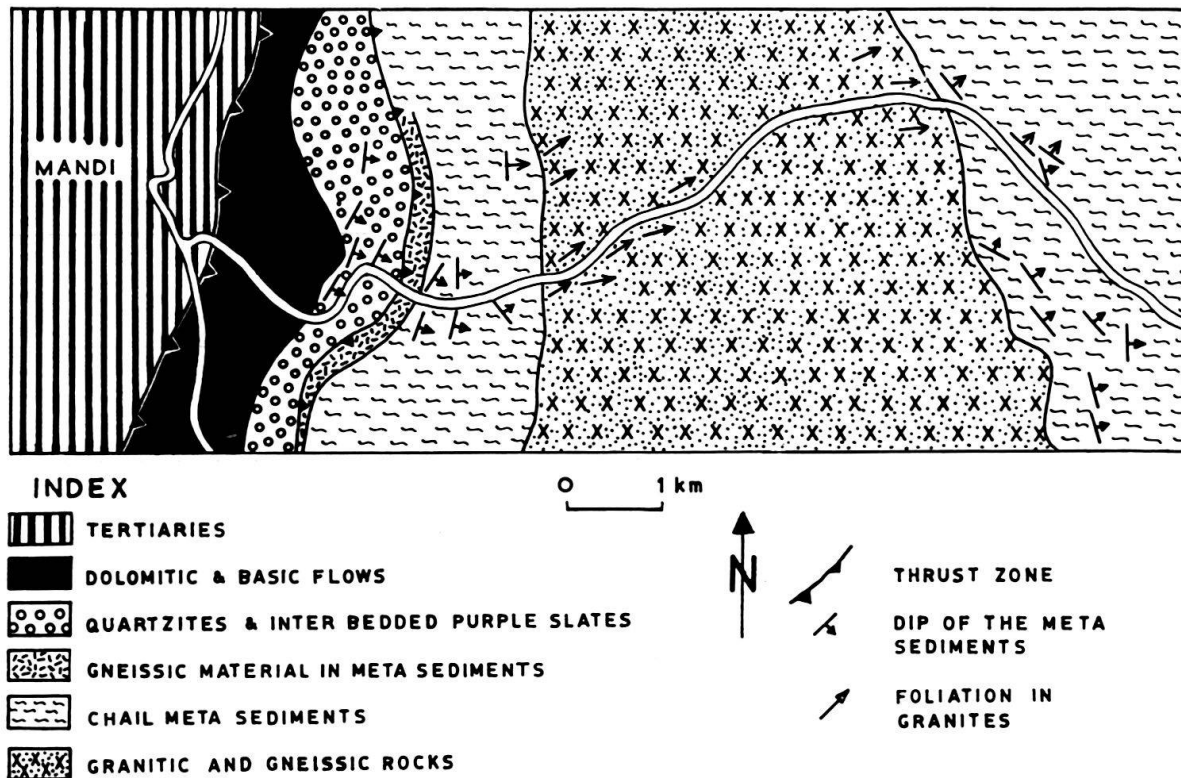 MANDI
INDEX
O 1 km
TERTIARIES
DOLOMITIC & BASIC FLOWS
QUARTZITES & INTER BEDDED PURPLE SLATES
GNEISSIC MATERIAL IN META SEDIMENTS
CHAIL META SEDIMENTS
GRANITIC AND GNEISSIC ROCKS
N
THRUST ZONE
DIP OF THE META
SEDIMENTS
FOLIATION IN
GRANITES